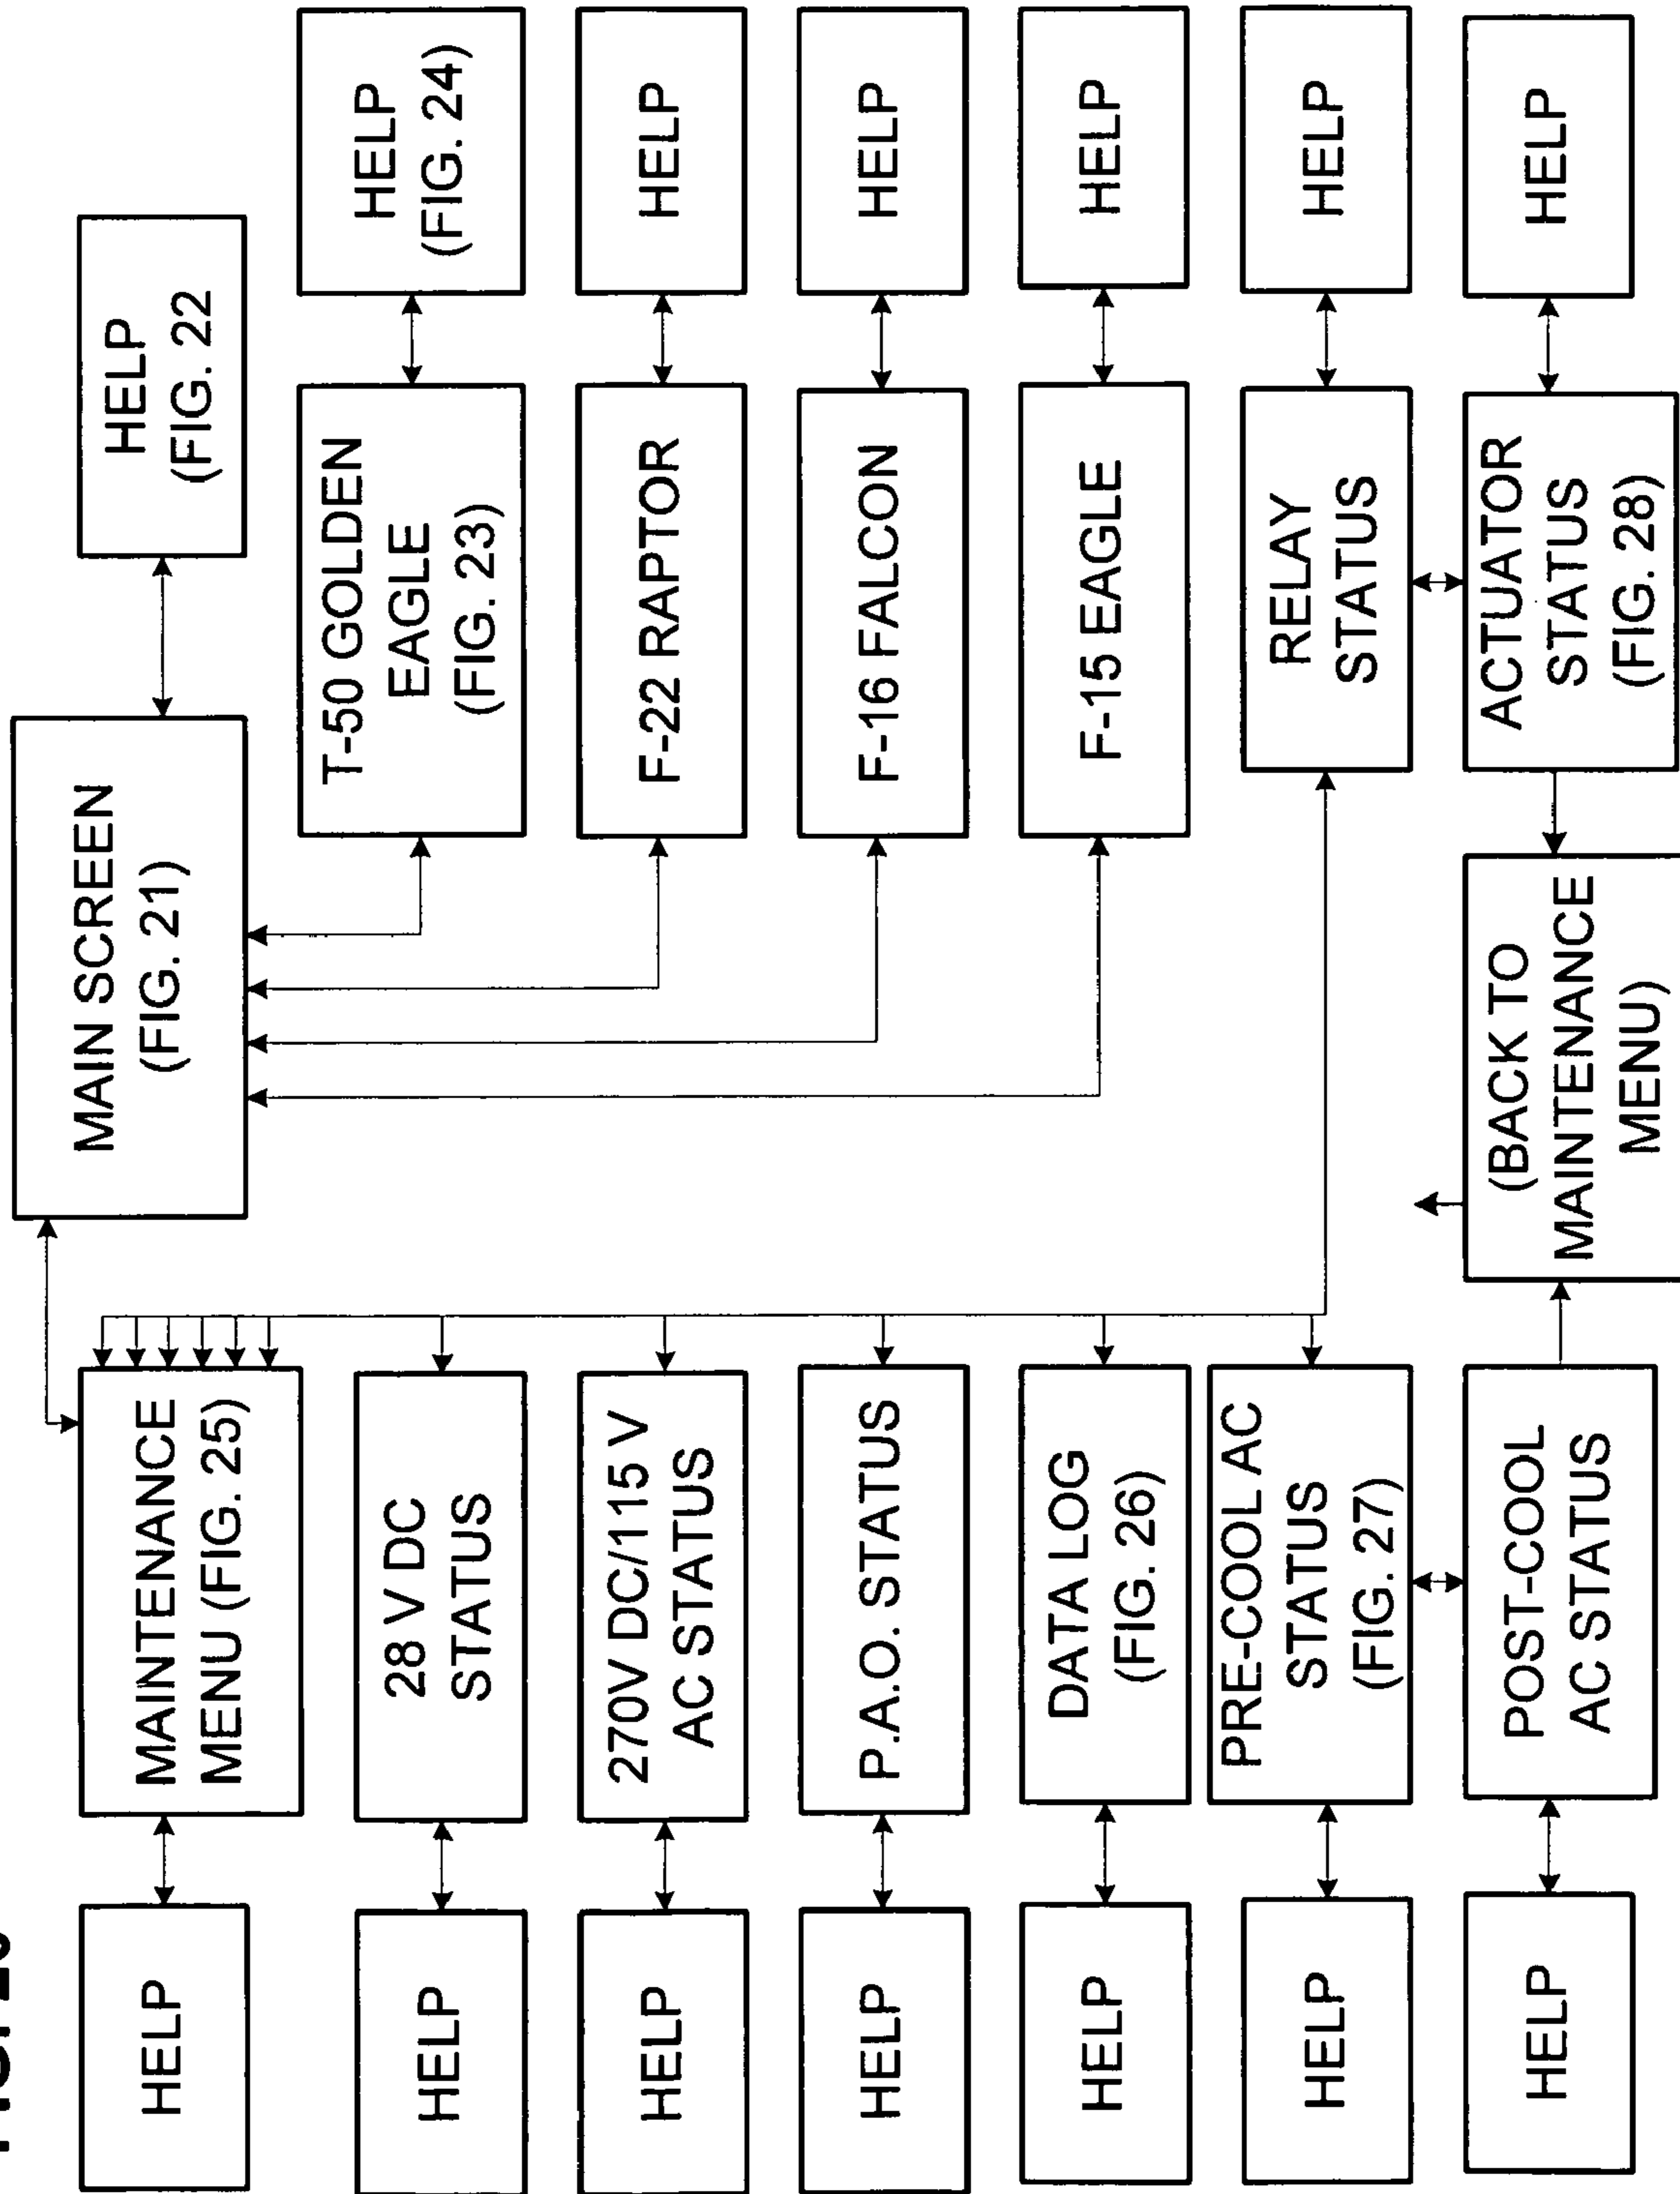 HELP
MAINTENANCE
MENU (FIG. 25)
MAIN SCREEN
(FIG. 21)
HELP
(FIG. 22
HELP
28 V DC
STATUS
T-50 GOLDEN
EAGLE
(FIG. 23)
HELP
(FIG. 24)
HELP
270V DC/115 V
AC STATUS
F-22 RAPTOR
HELP
HELP
P.A.O. STATUS
F-16 FALCON
HELP
HELP
DATA LOG
(FIG. 26)
F-15 EAGLE
HELP
HELP
PRE-COOL AC
STATUS
(FIG. 27)
RELAY
STATUS
HELP
HELP
POST-COOL
AC STATUS
(BACK TO
MAINTENANCE
MENU)
ACTUATOR
STATUS
(FIG. 28)
HELP